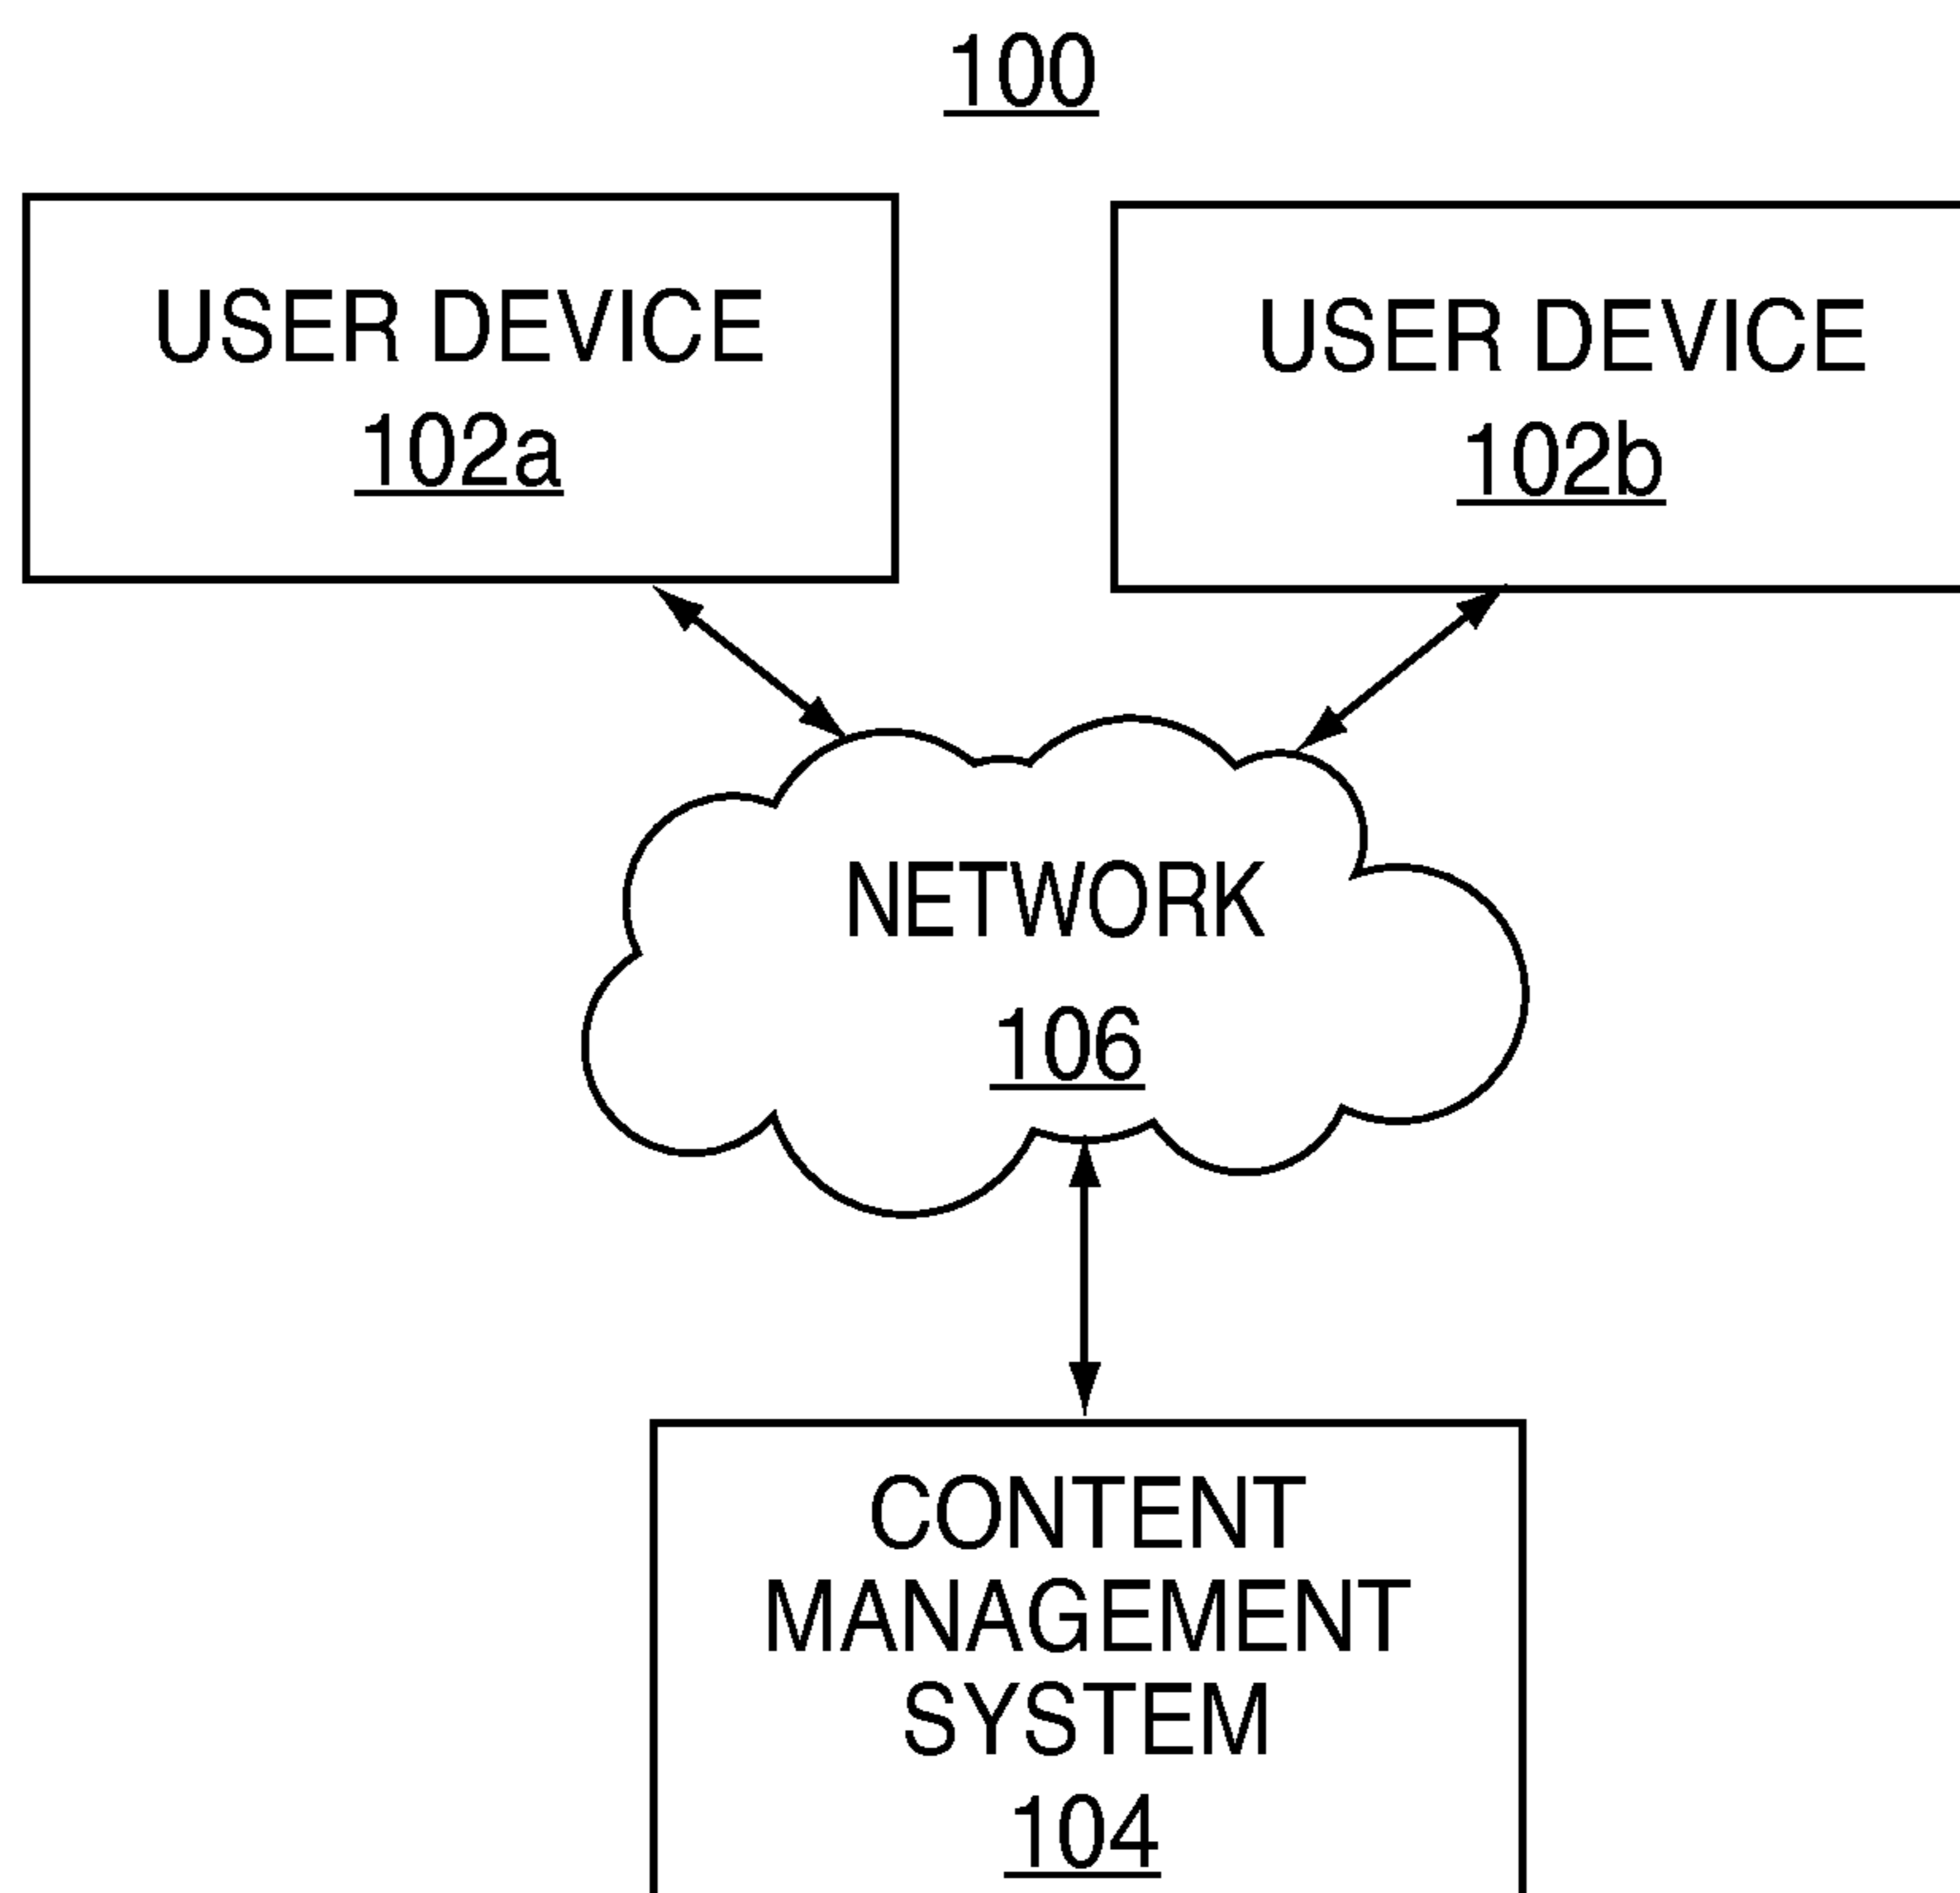 100
USER DEVICE
102a
USER DEVICE
102b
NETWORK
106
CONTENT
MANAGEMENT
SYSTEM
104